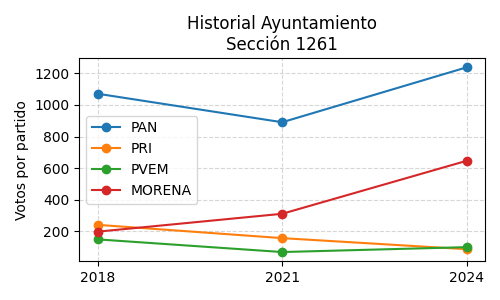 Historial Ayuntamiento
Sección 1261
Votos por partido
1200
1000
800
600
400
200
PAN
PRI
PVEM
MORENA
2018
2021
2024